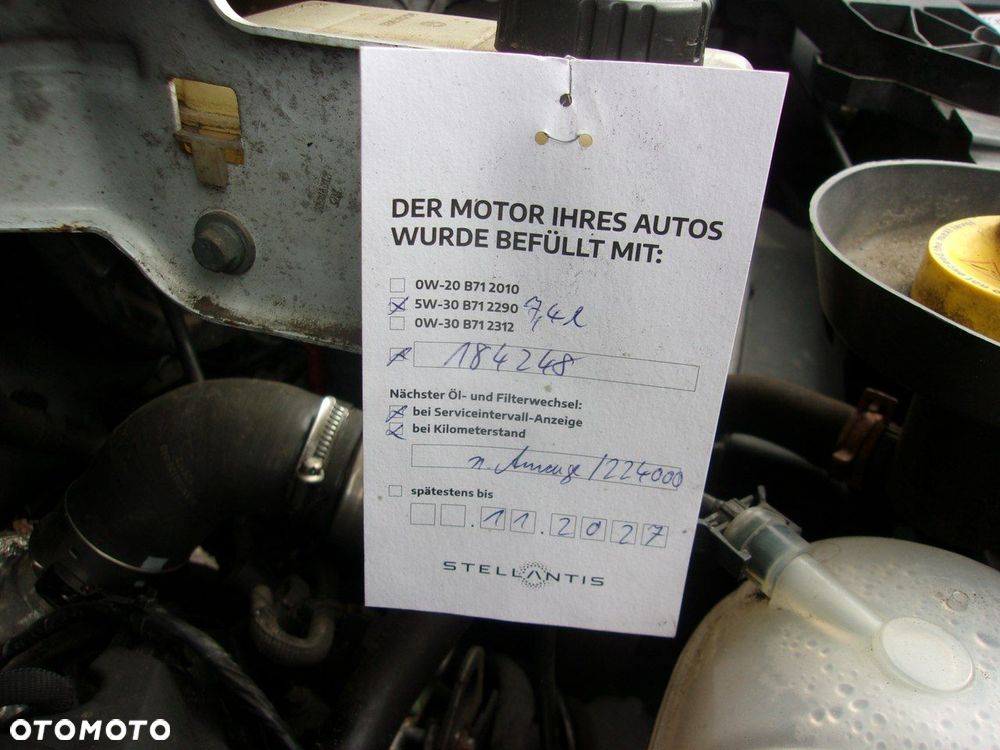 DER MOTOR IHRES AUTOS
WURDE BEFÜLLT MIT:
0W-20 B71 2010
5W-30 B71 2290 7,4l
0W-30 B71 2312
184248
Nächster Öl- und Filterwechsel:
bei Serviceintervall-Anzeige
bei Kilometerstand
n. Anzeige / 224000
spätestens bis
.11.2027
STELLANTIS
OTOMOTO